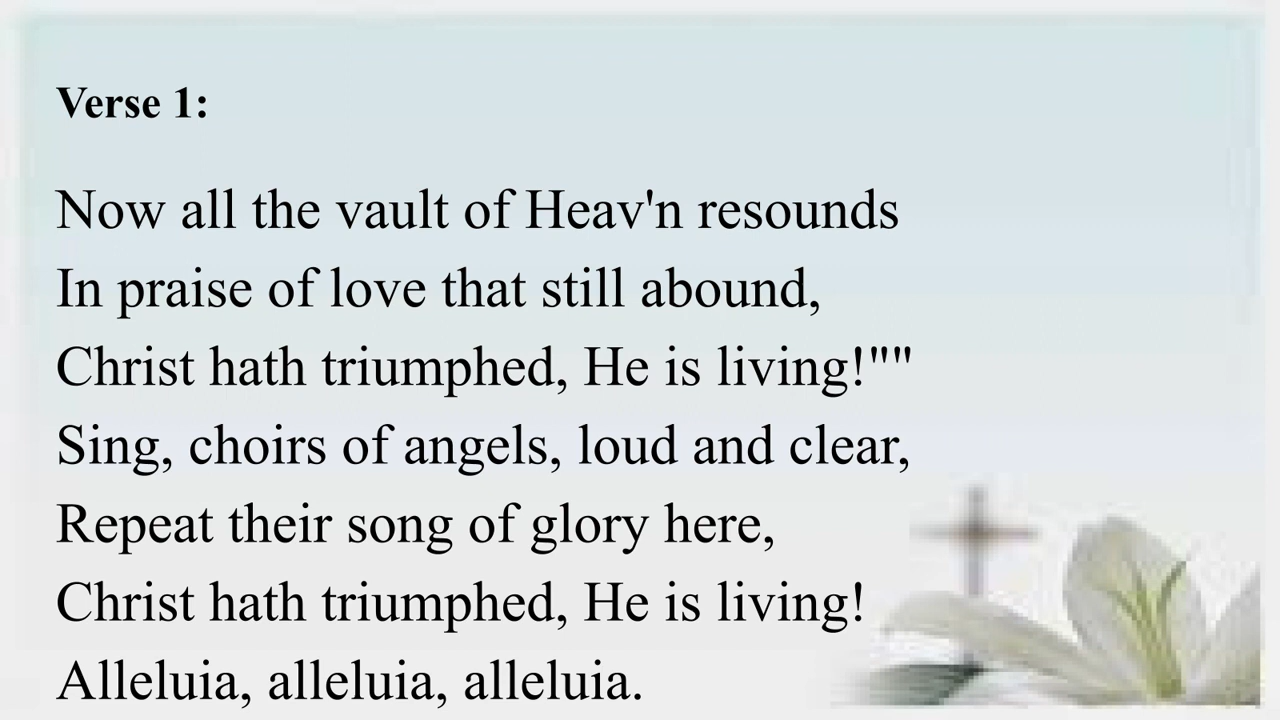 Verse 1:
Now all the vault of Heav'n resounds
In praise of love that still abound,
Christ hath triumphed, He is living!""
Sing, choirs of angels, loud and clear,
Repeat their song of glory here,
Christ hath triumphed, He is living!
Alleluia, alleluia, alleluia.